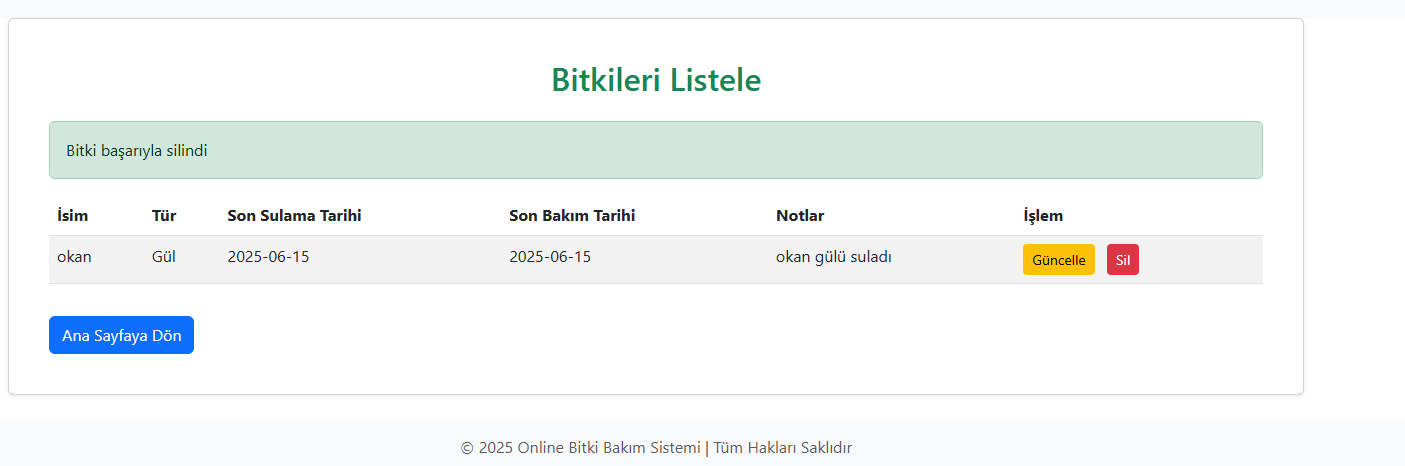 Bitkileri Listele
Bitki başarıyla silindi
İsim Tür Son Sulama Tarihi Son Bakım Tarihi Notlar İşlem
okan Gül 2025-06-15 2025-06-15 okan gülü suladı Güncelle Sil
Ana Sayfaya Dön
© 2025 Online Bitki Bakım Sistemi | Tüm Hakları Saklıdır